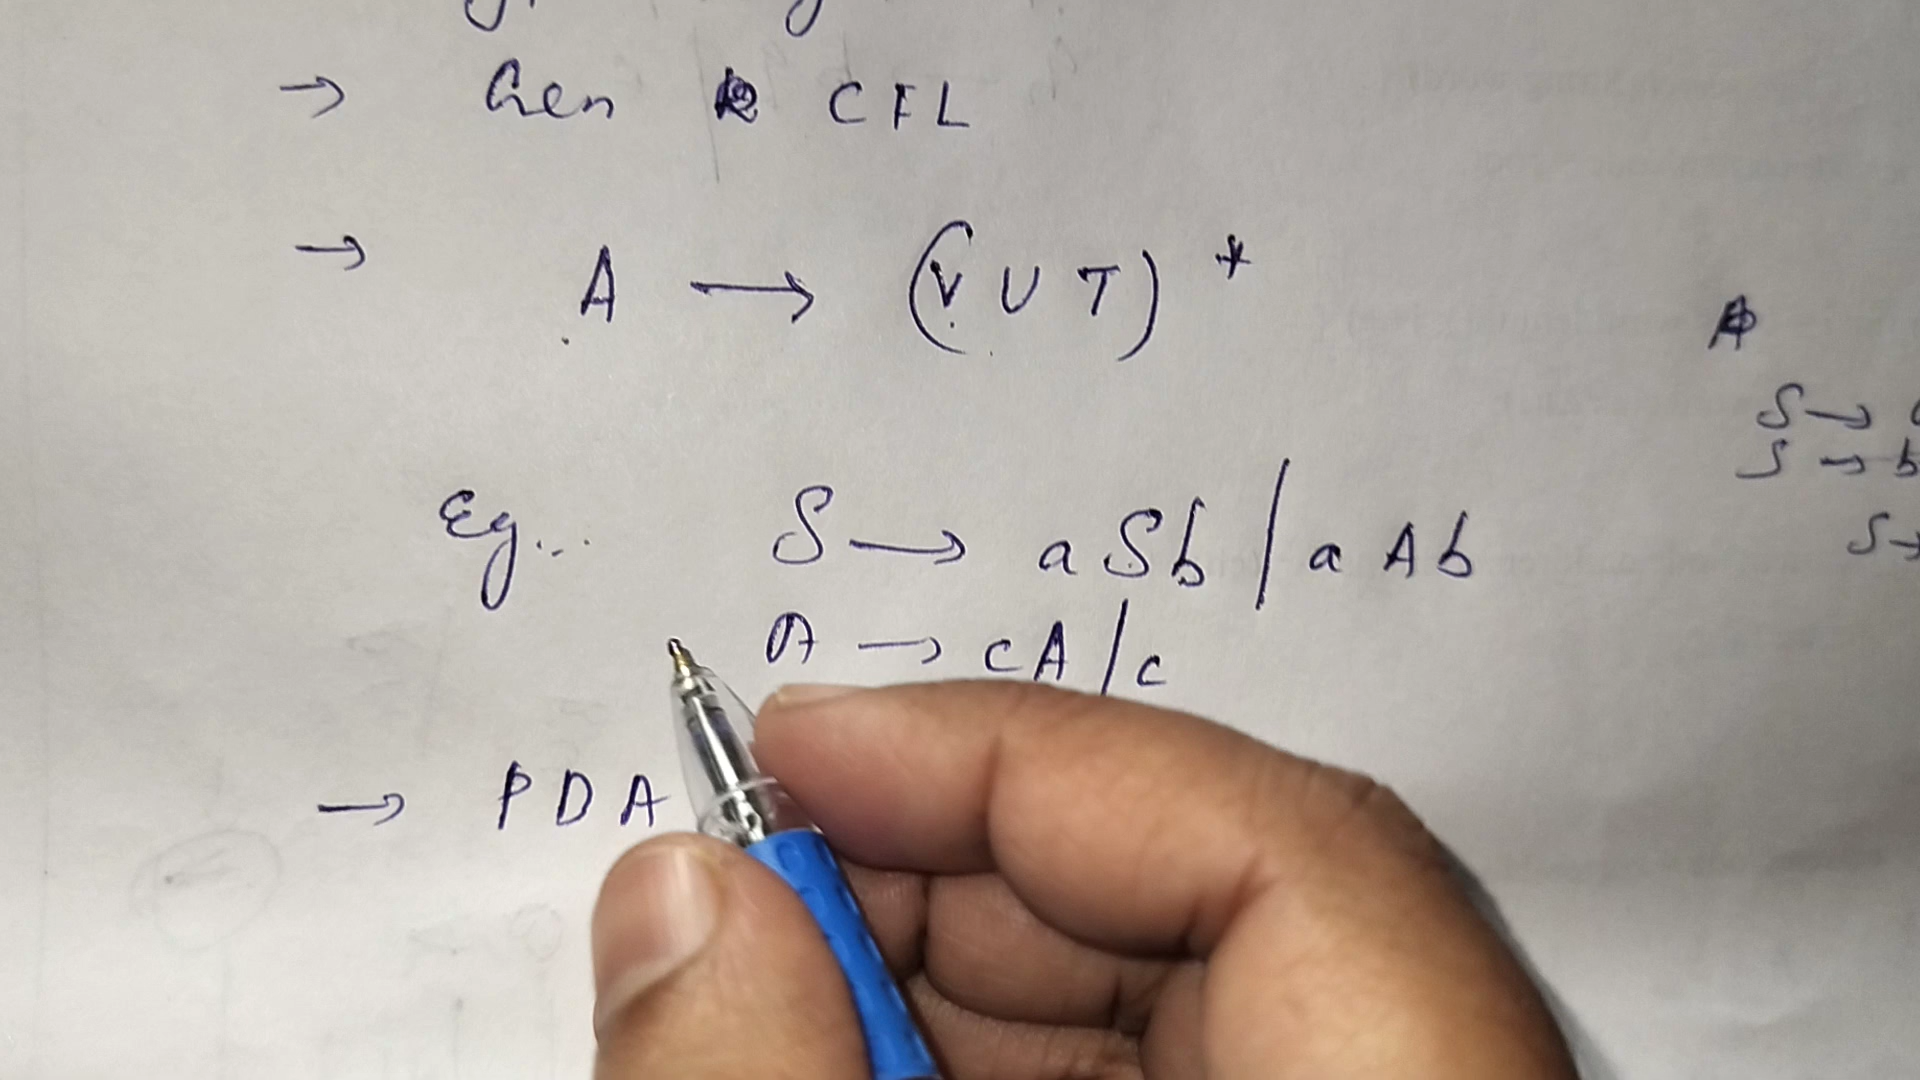 → Gen CFL
→ A → (V U T)*
Eg... S → aSb / aAb
A → cA / c
→ PDA
A
S →
S → b
S →